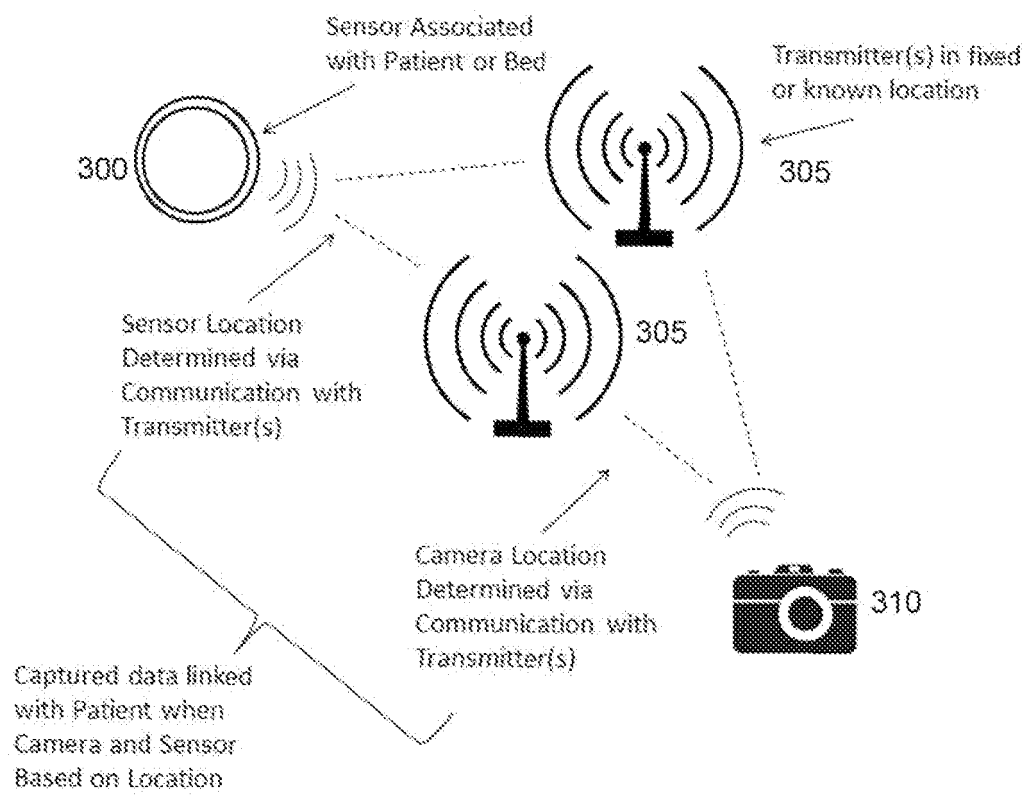 Sensor Associated
with Patient or Bed
Transmitter(s) in fixed
or known location
300
305
305
Sensor Location
Determined via
Communication with
Transmitter(s)
Camera Location
Determined via
Communication with
Transmitter(s)
310
Captured data linked
with Patient when
Camera and Sensor
Based on Location